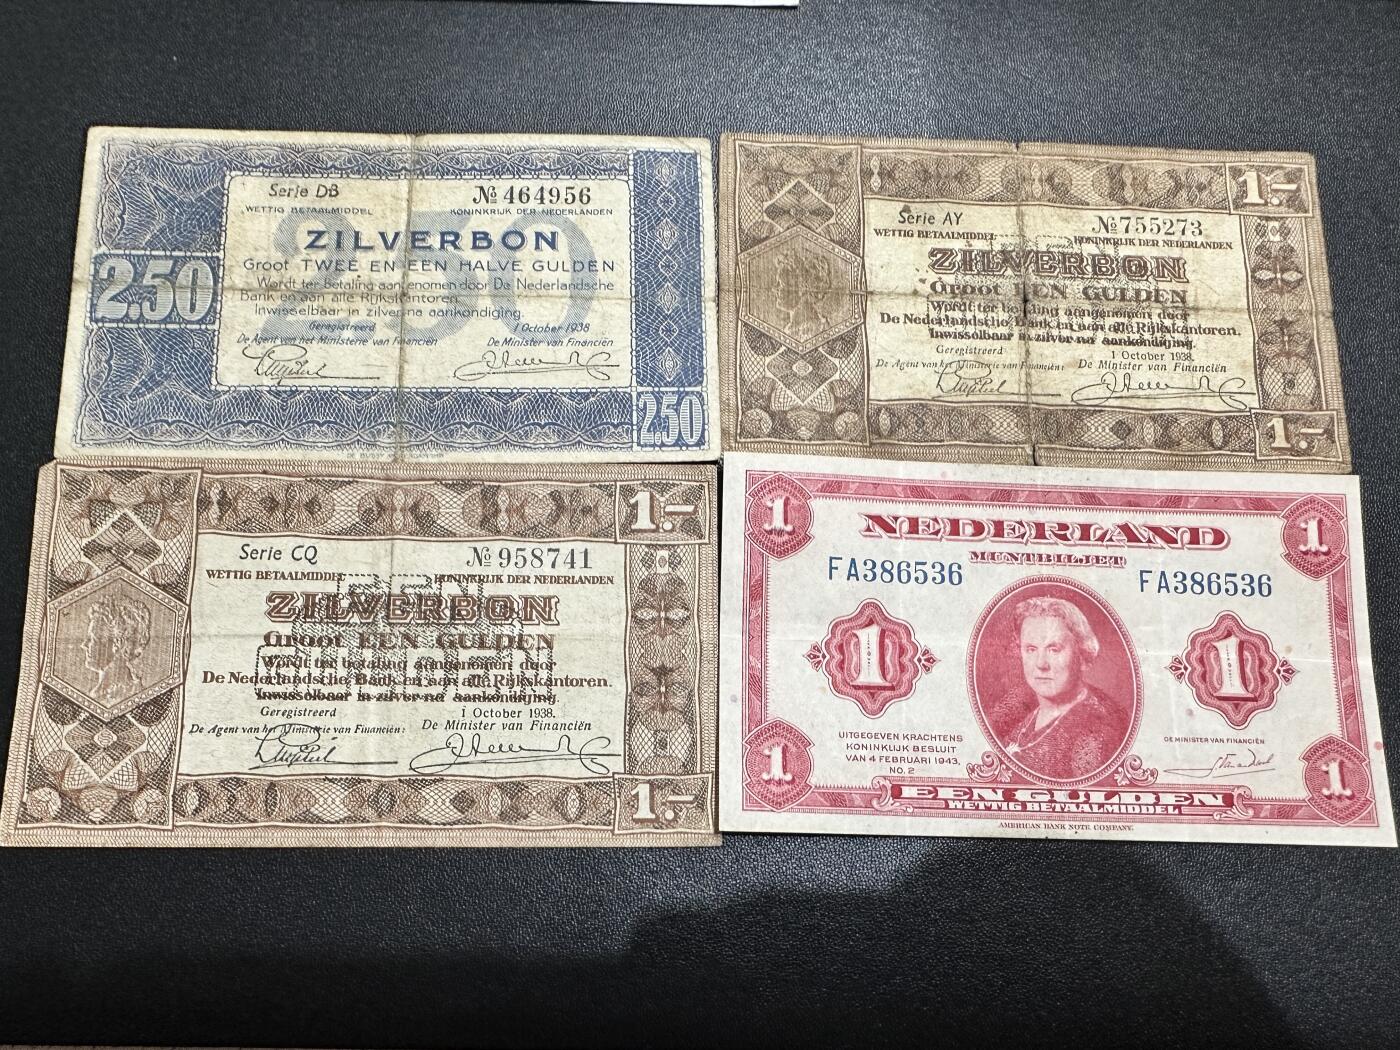 Serie DB № 464956
WETTIG BETAALMIDDEL KONINKRIJK DER NEDERLANDEN
ZILVERBON
Groot TWEE EN EEN HALVE GULDEN
Wordt ter betaling aangenomen door De Nederlandsche
Bank en aan alle Rijkskantoren.
Inwisselbaar in zilver na aankondiging.
Geregistreerd 1 October 1938
De Agent van het Ministerie van Financiën De Minister van Financiën
2.50
2.50
Serie AY № 755273
WETTIG BETAALMIDDEL KONINKRIJK DER NEDERLANDEN
ZILVERBON
Groot EEN GULDEN
Wordt ter betaling aangenomen door
De Nederlandsche Bank en aan alle Rijkskantoren.
Inwisselbaar in zilver na aankondiging.
Geregistreerd 1 October 1938.
De Agent van het Ministerie van Financiën: De Minister van Financiën
1.-
1.-
Serie CQ № 958741
WETTIG BETAALMIDDEL KONINKRIJK DER NEDERLANDEN
ZILVERBON
Groot EEN GULDEN
Wordt ter betaling aangenomen door
De Nederlandsche Bank en aan alle Rijkskantoren.
Inwisselbaar in zilver na aankondiging.
Geregistreerd 1 October 1938.
De Agent van het Ministerie van Financiën: De Minister van Financiën
1.-
1.-
1 NEDERLAND 1
MUNTBILJET
FA386536 FA386536
1 1
UITGEGEVEN KRACHTENS
KONINKLIJK BESLUIT
VAN 4 FEBRUARI 1943,
NO. 2
DE MINISTER VAN FINANCIËN
1 EEN GULDEN 1
WETTIG BETAALMIDDEL
AMERICAN BANK NOTE COMPANY.